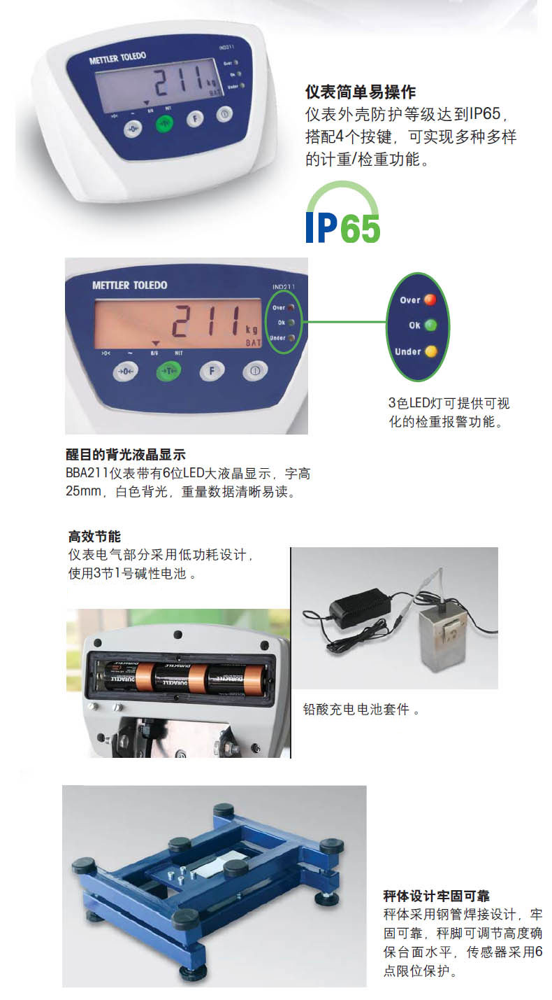 METTLER TOLEDO
IND211
211 kg
BAT
Over
Ok
Under
>0< ~ B/G NET
→0← →T← F
仪表简单易操作
仪表外壳防护等级达到IP65，
搭配4个按键，可实现多种多样
的计重/检重功能。
IP65
METTLER TOLEDO
IND211
211 kg
BAT
Over
Ok
Under
>0< ~ B/G NET
→0← →T← F
Over
Ok
Under
3色LED灯可提供可视
化的检重报警功能。
醒目的背光液晶显示
BBA211仪表带有6位LED大液晶显示，字高
25mm，白色背光，重量数据清晰易读。
高效节能
仪表电气部分采用低功耗设计，
使用3节1号碱性电池 。
DURACELL
DURACELL
DURACELL
铅酸充电电池套件 。
秤体设计牢固可靠
秤体采用钢管焊接设计，牢
固可靠，秤脚可调节高度确
保台面水平，传感器采用6
点限位保护。